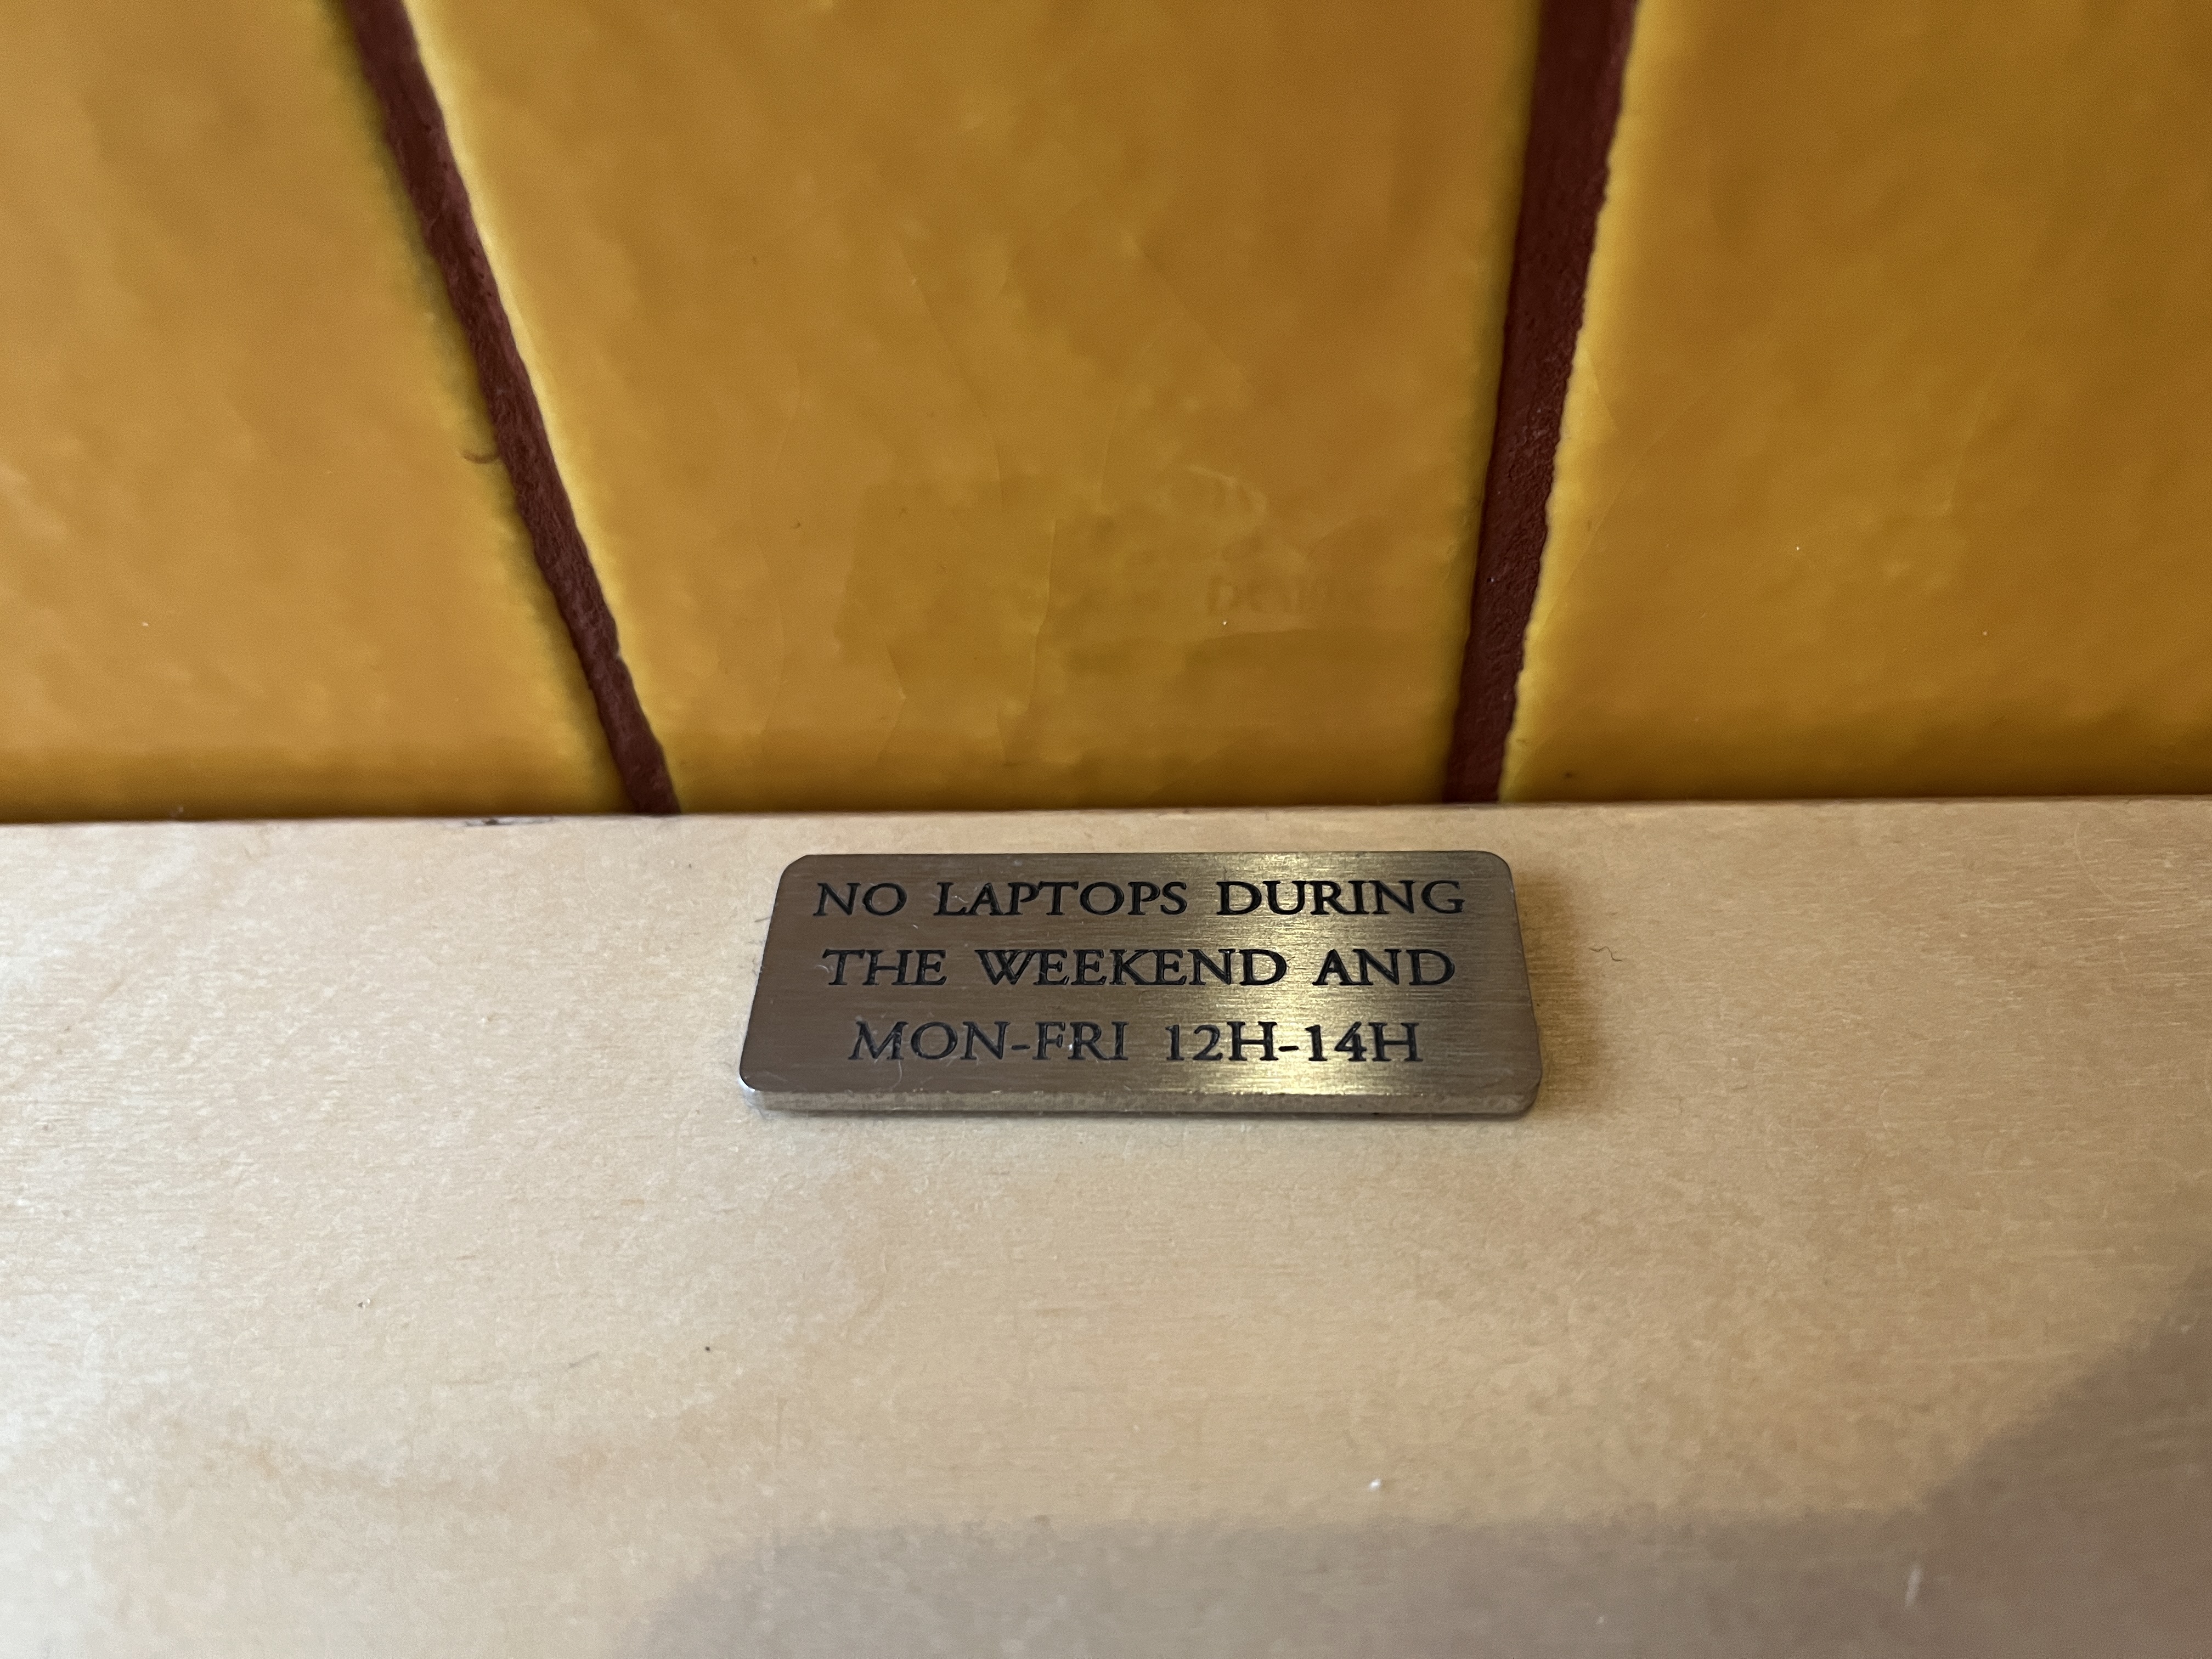 NO LAPTOPS DURING
THE WEEKEND AND
MON-FRI 12H-14H